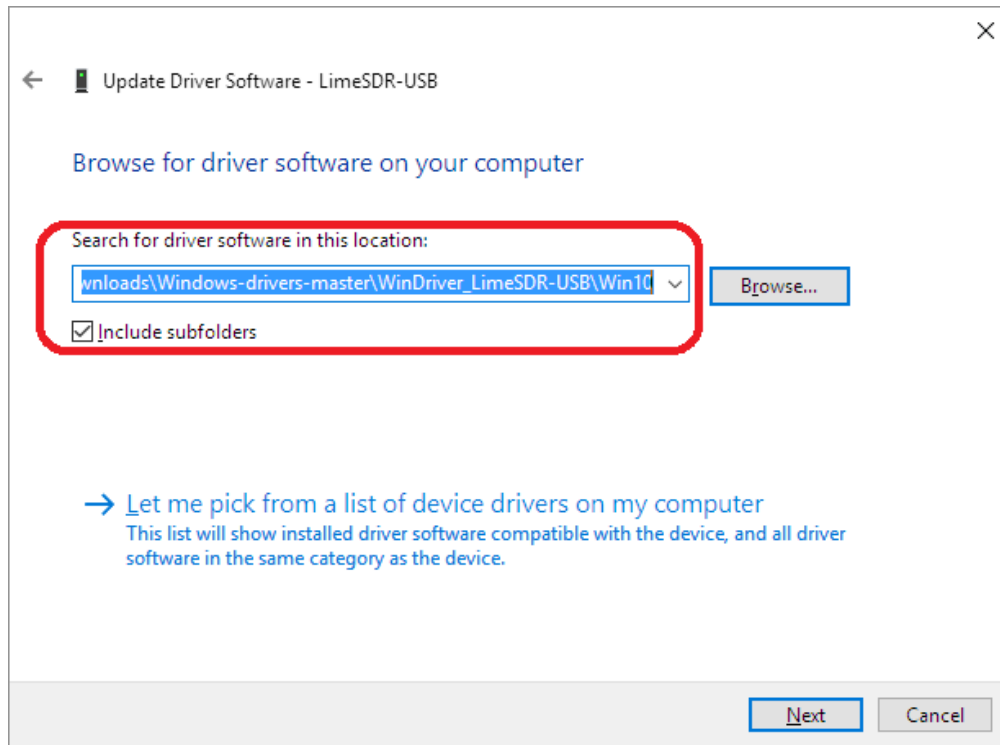 Update Driver Software - LimeSDR-USB
Browse for driver software on your computer
Search for driver software in this location:
wnloads\Windows-drivers-master\WinDriver_LimeSDR-USB\Win10
Browse...
Include subfolders
Let me pick from a list of device drivers on my computer
This list will show installed driver software compatible with the device, and all driver
software in the same category as the device.
Next
Cancel